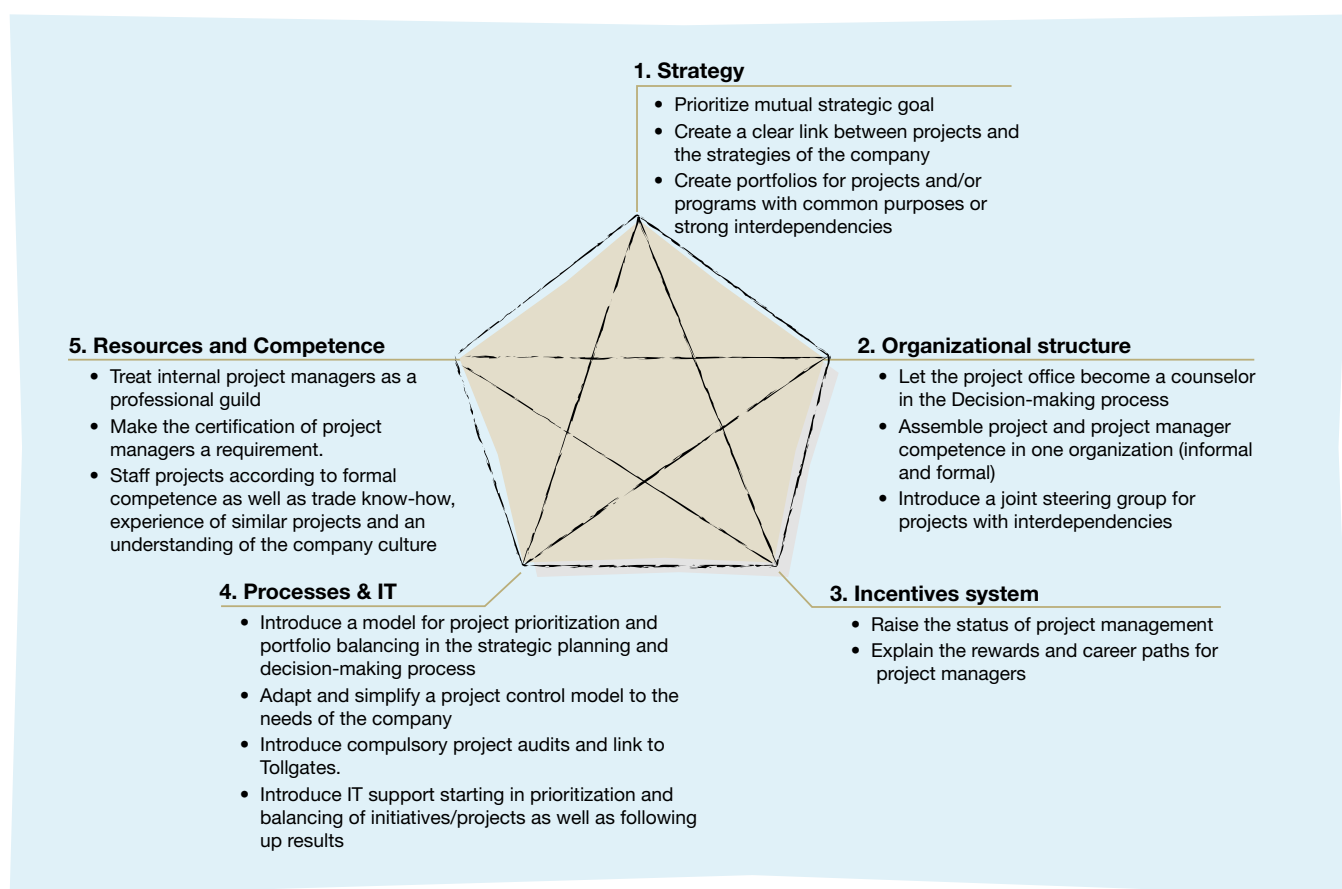 1. Strategy
• Prioritize mutual strategic goal
• Create a clear link between projects and
the strategies of the company
• Create portfolios for projects and/or
programs with common purposes or
strong interdependencies
2. Organizational structure
• Let the project office become a counselor
in the Decision-making process
• Assemble project and project manager
competence in one organization (informal
and formal)
• Introduce a joint steering group for
projects with interdependencies
3. Incentives system
• Raise the status of project management
• Explain the rewards and career paths for
project managers
4. Processes & IT
• Introduce a model for project prioritization and
portfolio balancing in the strategic planning and
decision-making process
• Adapt and simplify a project control model to the
needs of the company
• Introduce compulsory project audits and link to
Tollgates.
• Introduce IT support starting in prioritization and
balancing of initiatives/projects as well as following
up results
5. Resources and Competence
• Treat internal project managers as a
professional guild
• Make the certification of project
managers a requirement.
• Staff projects according to formal
competence as well as trade know-how,
experience of similar projects and an
understanding of the company culture